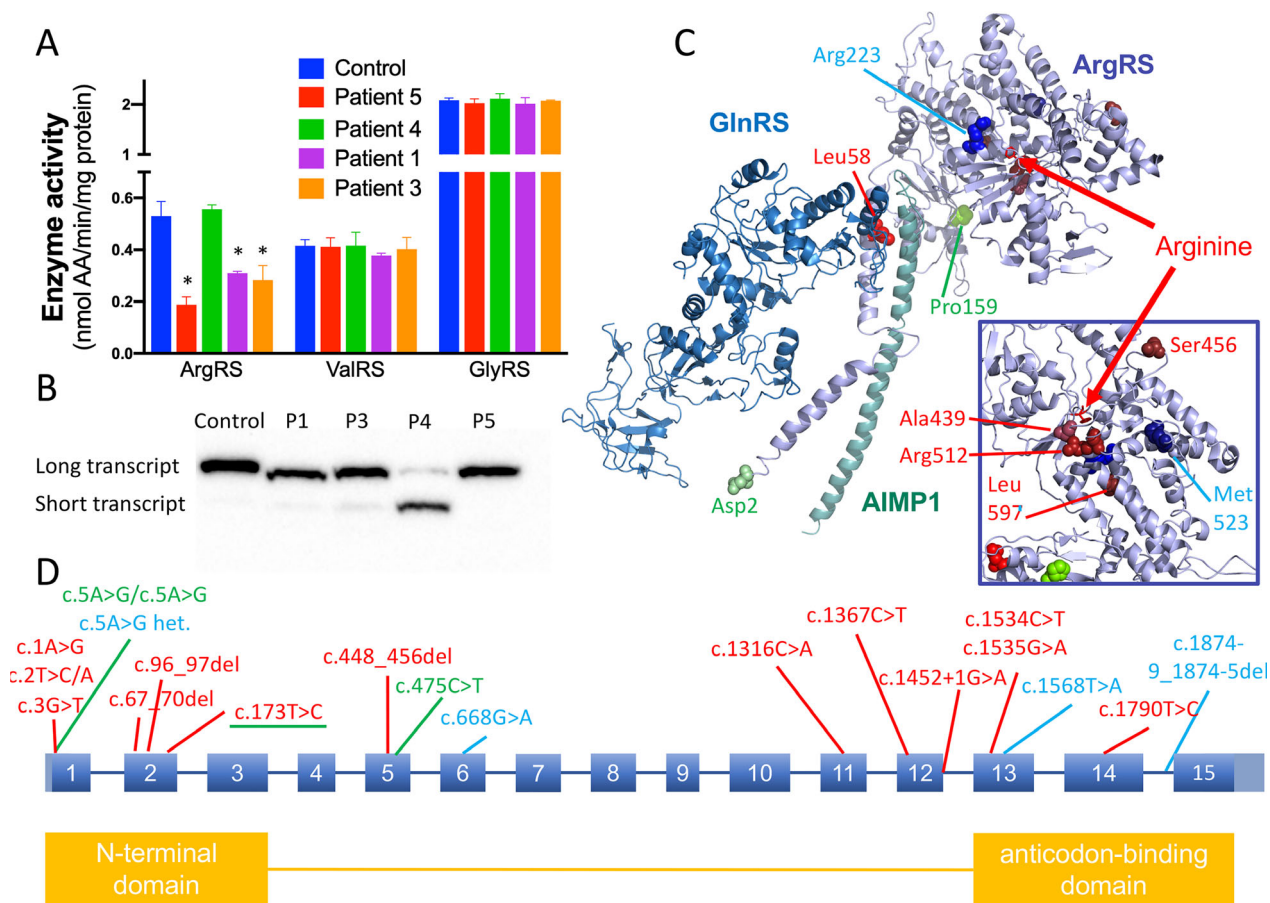 A
Enzyme activity
(nmol AA/min/mg protein)
2
1
0.6
0.4
0.2
0.0
Control
Patient 5
Patient 4
Patient 1
Patient 3
*
*
*
ArgRS
ValRS
GlyRS
B
Control P1 P3 P4 P5
Long transcript
Short transcript
C
Arg223
ArgRS
GlnRS
Leu58
Arginine
Pro159
Asp2
AIMP1
Ser456
Ala439
Arg512
Leu
597
Met
523
D
c.5A>G/c.5A>G
c.5A>G het.
c.1A>G
c.2T>C/A
c.3G>T
c.96_97del
c.67_70del
c.173T>C
c.448_456del
c.475C>T
c.668G>A
c.1316C>A
c.1367C>T
c.1452+1G>A
c.1534C>T
c.1535G>A
c.1568T>A
c.1790T>C
c.1874-
9_1874-5del
1 2 3 4 5 6 7 8 9 10 11 12 13 14 15
N-terminal
domain
anticodon-binding
domain